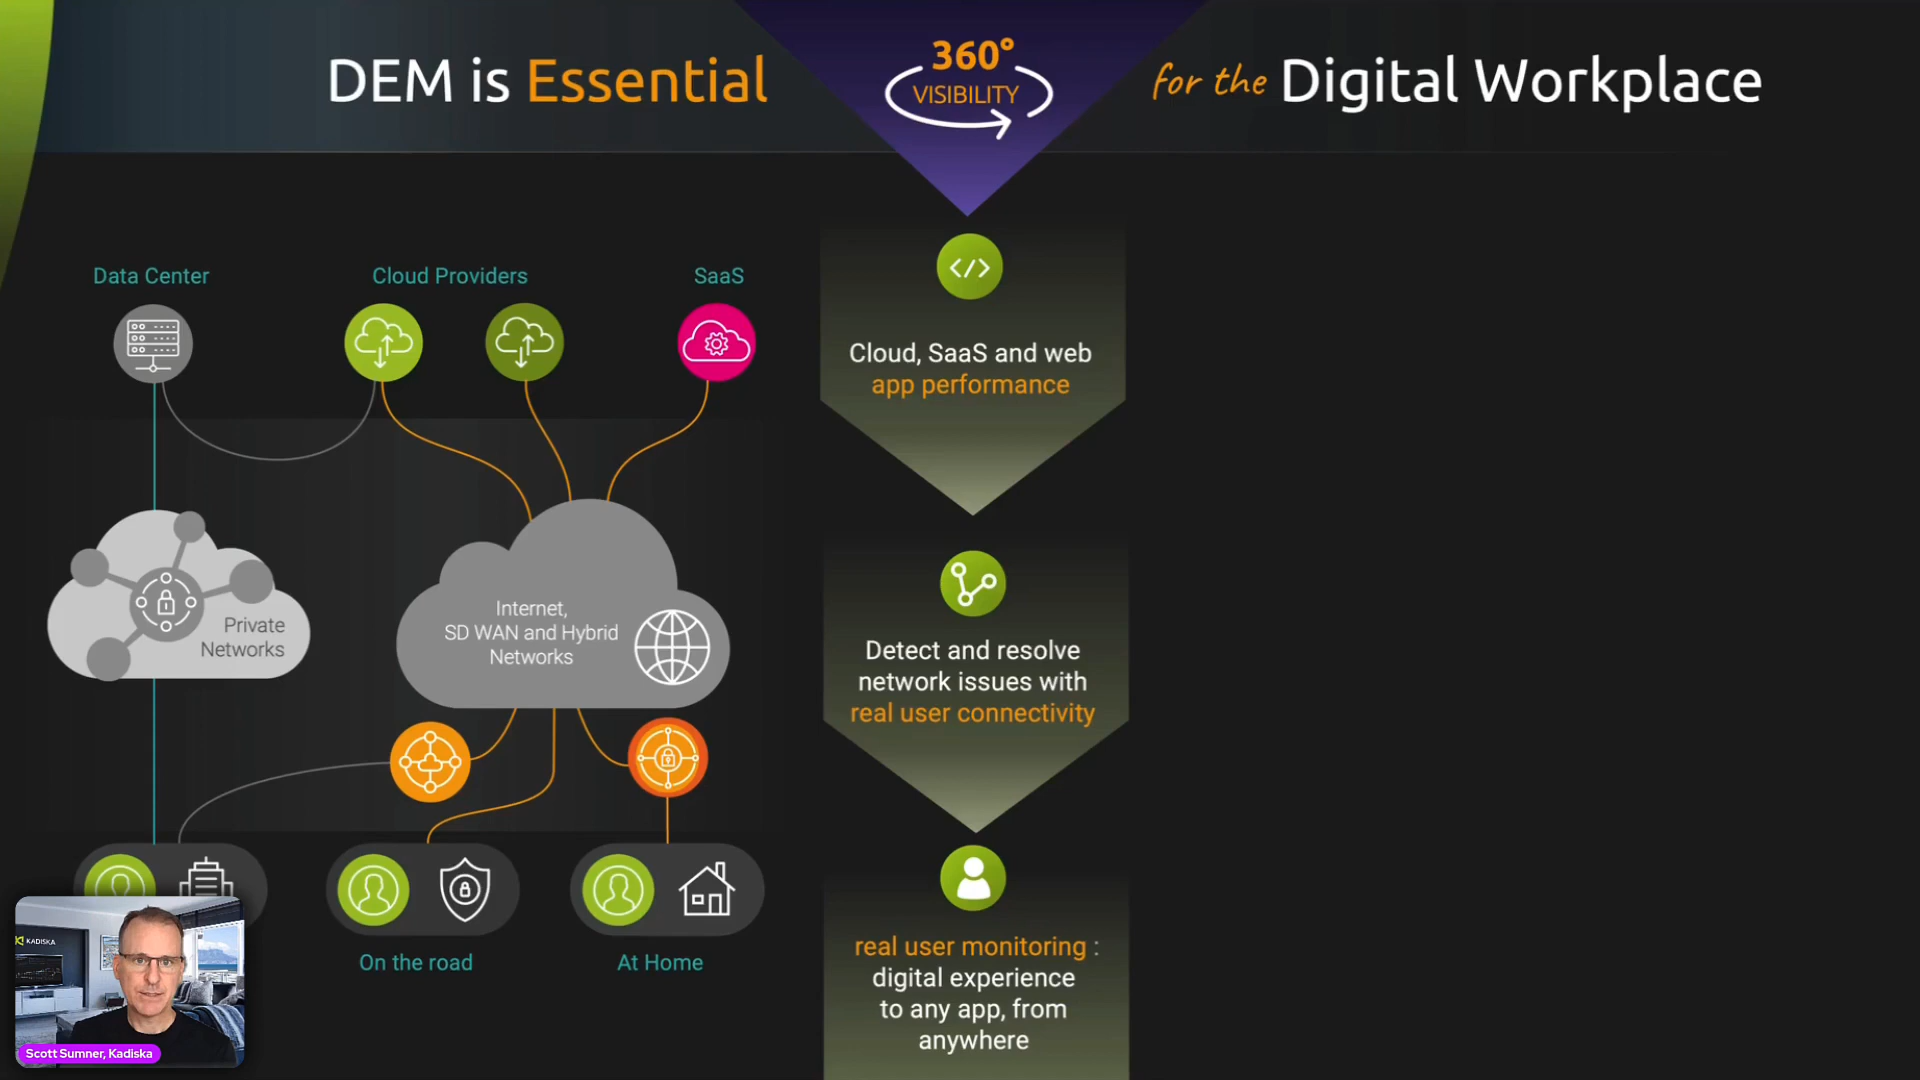 DEM is Essential
360°
VISIBILITY
for the Digital Workplace
Data Center
Cloud Providers
SaaS
Private
Networks
Internet,
SD WAN and Hybrid
Networks
On the road
At Home
</>
Cloud, SaaS and web
app performance
Detect and resolve
network issues with
real user connectivity
real user monitoring :
digital experience
to any app, from
anywhere
KADISKA
Scott Sumner, Kadiska